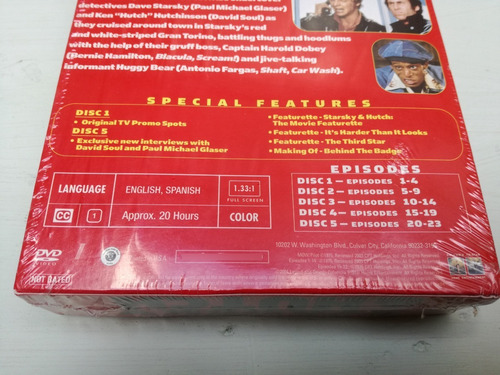 detectives Dave Starsky (Paul Michael Glaser)
and Ken "Hutch" Hutchinson (David Soul) as
they cruised around town in Starsky's red
and white-striped Gran Torino, battling thugs and hoodlums
with the help of their gruff boss, Captain Harold Dobey
(Bernie Hamilton, Blacula, Scream!) and jive-talking
informant Huggy Bear (Antonio Fargas, Shaft, Car Wash).
SPECIAL FEATURES
DISC 1
• Original TV Promo Spots
DISC 5
• Exclusive new interviews with
David Soul and Paul Michael Glaser
• Featurette - Starsky & Hutch:
The Movie Featurette
• Featurette - It's Harder Than It Looks
• Featurette - The Third Star
• Making Of - Behind The Badge
EPISODES
DISC 1 — EPISODES 1-4
DISC 2 — EPISODES 5-9
DISC 3 — EPISODES 10-14
DISC 4 — EPISODES 15-19
DISC 5 — EPISODES 20-23
LANGUAGE
ENGLISH, SPANISH
1.33:1
FULL SCREEN
CC
1
Approx. 20 Hours
COLOR
DVD
VIDEO
NOT RATED
10202 W. Washington Blvd., Culver City, California 90232